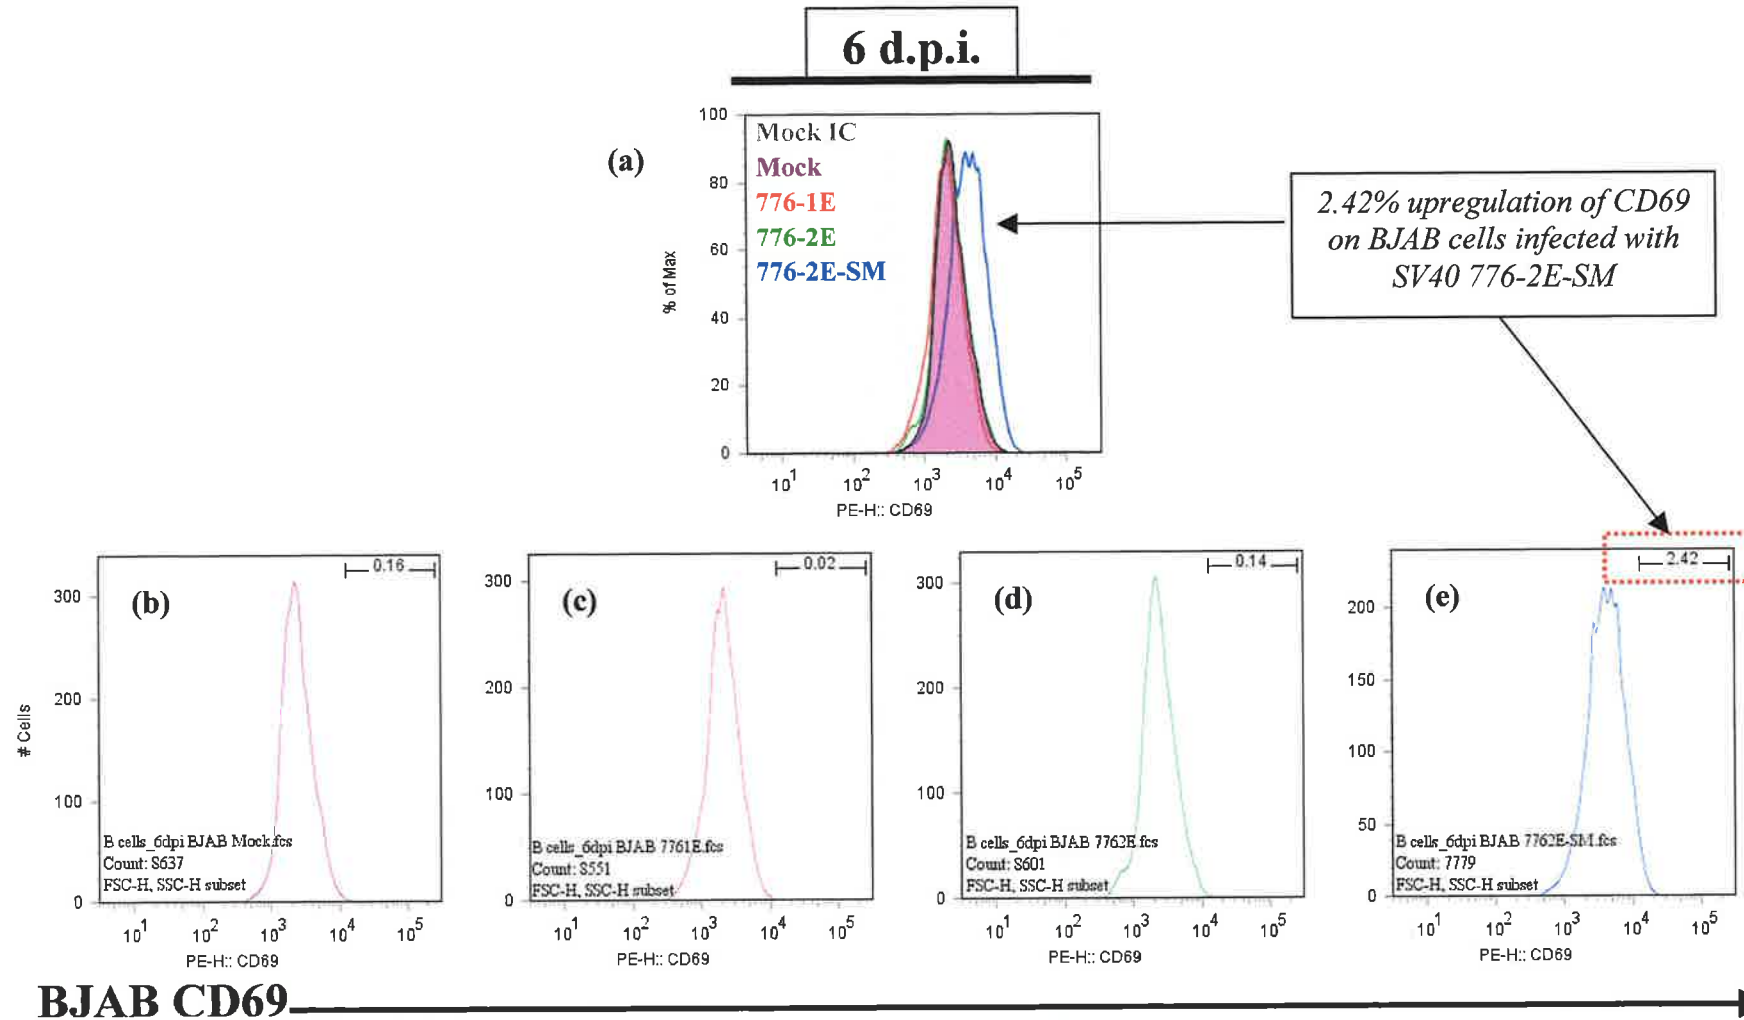 6 d.p.i.
(a)
100
80
60
40
20
0
% of Max
Mock IC
Mock
776-1E
776-2E
776-2E-SM
10^1 10^2 10^3 10^4 10^5
PE-H:: CD69
2.42% upregulation of CD69
on BJAB cells infected with
SV40 776-2E-SM
# Cells
(b)
0.16
300
200
100
0
B cells_6dpi BJAB Mock.fcs
Count: 8637
FSC-H, SSC-H subset
10^1 10^2 10^3 10^4 10^5
PE-H:: CD69
(c)
0.02
300
200
100
0
B cells_6dpi BJAB 7761E.fcs
Count: 8551
FSC-H, SSC-H subset
10^1 10^2 10^3 10^4 10^5
PE-H:: CD69
(d)
0.14
300
200
100
0
B cells_6dpi BJAB 7762E.fcs
Count: 8601
FSC-H, SSC-H subset
10^1 10^2 10^3 10^4 10^5
PE-H:: CD69
(e)
2.42
200
150
100
50
0
B cells_6dpi BJAB 7762E-SM.fcs
Count: 7779
FSC-H, SSC-H subset
10^1 10^2 10^3 10^4 10^5
PE-H:: CD69
BJAB CD69